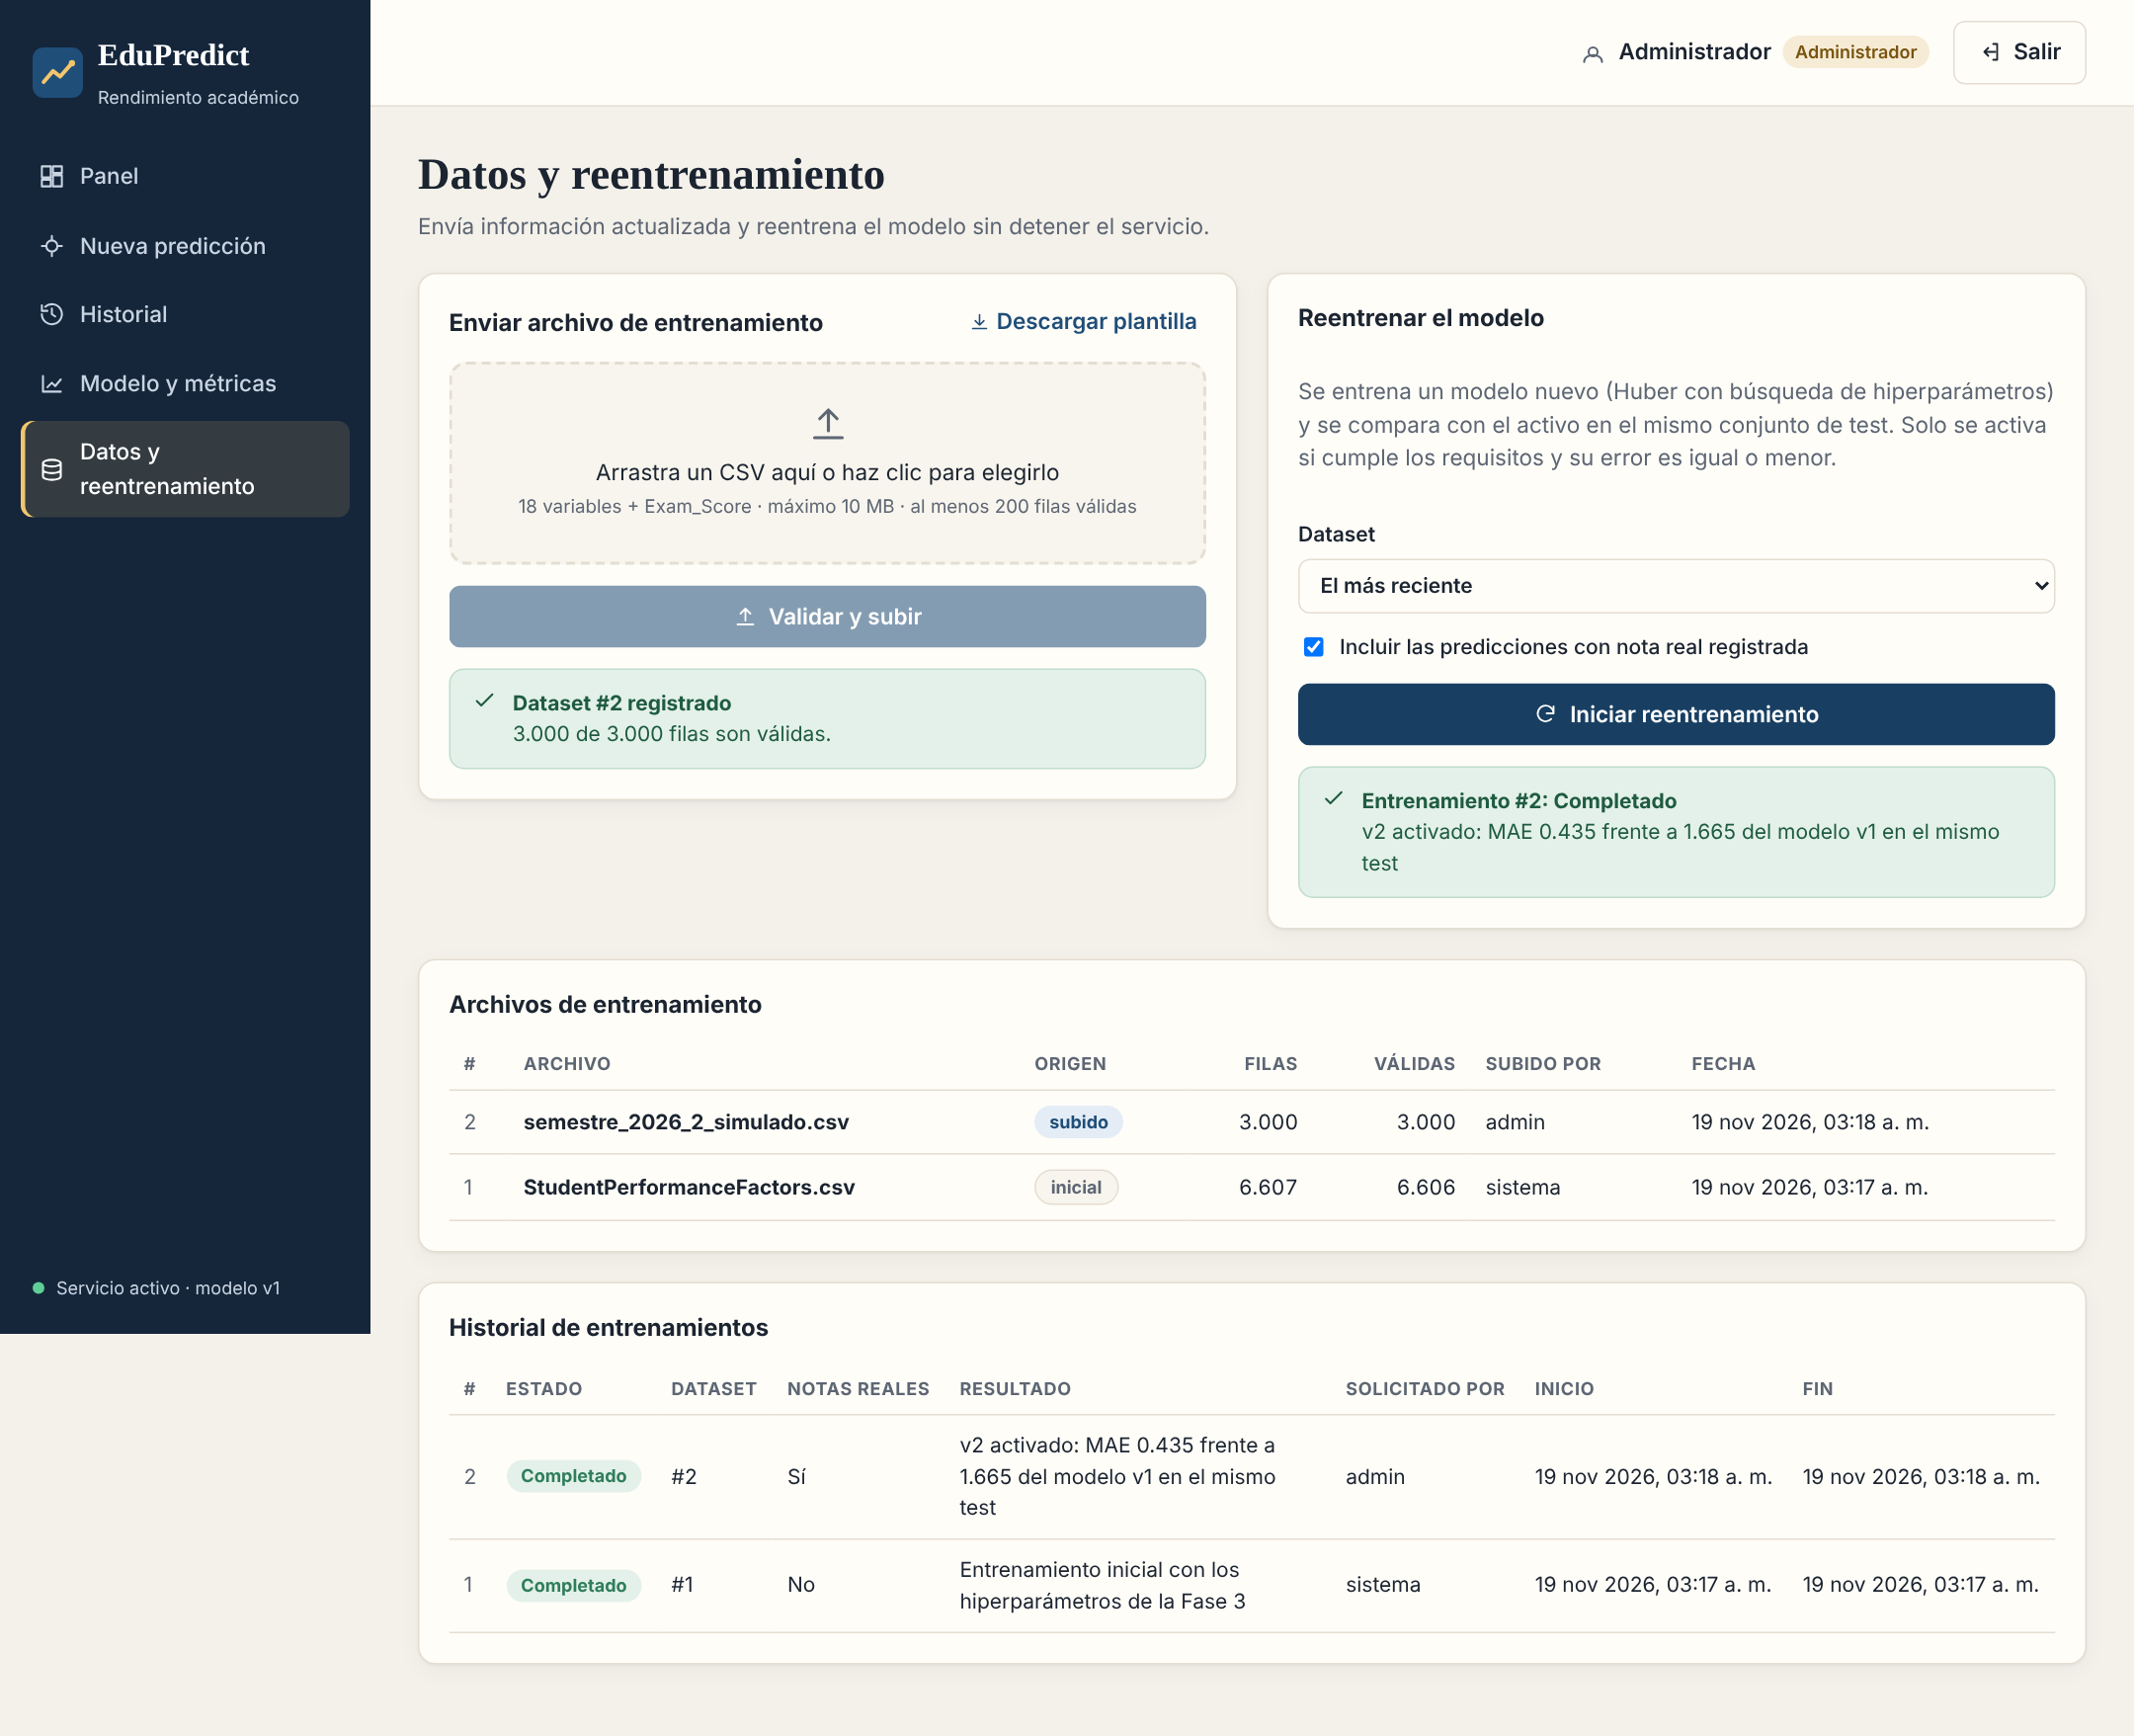 EduPredict
Rendimiento académico
Panel
Nueva predicción
Historial
Modelo y métricas
Datos y
reentrenamiento
Servicio activo · modelo v1
Administrador Administrador Salir
Datos y reentrenamiento
Envía información actualizada y reentrena el modelo sin detener el servicio.
Enviar archivo de entrenamiento Descargar plantilla
Arrastra un CSV aquí o haz clic para elegirlo
18 variables + Exam_Score · máximo 10 MB · al menos 200 filas válidas
Validar y subir
Dataset #2 registrado
3.000 de 3.000 filas son válidas.
Reentrenar el modelo
Se entrena un modelo nuevo (Huber con búsqueda de hiperparámetros)
y se compara con el activo en el mismo conjunto de test. Solo se activa
si cumple los requisitos y su error es igual o menor.
Dataset
El más reciente
Incluir las predicciones con nota real registrada
Iniciar reentrenamiento
Entrenamiento #2: Completado
v2 activado: MAE 0.435 frente a 1.665 del modelo v1 en el mismo
test
Archivos de entrenamiento
# ARCHIVO ORIGEN FILAS VÁLIDAS SUBIDO POR FECHA
2 semestre_2026_2_simulado.csv subido 3.000 3.000 admin 19 nov 2026, 03:18 a. m.
1 StudentPerformanceFactors.csv inicial 6.607 6.606 sistema 19 nov 2026, 03:17 a. m.
Historial de entrenamientos
# ESTADO DATASET NOTAS REALES RESULTADO SOLICITADO POR INICIO FIN
v2 activado: MAE 0.435 frente a
2 Completado #2 Sí 1.665 del modelo v1 en el mismo admin 19 nov 2026, 03:18 a. m. 19 nov 2026, 03:18 a. m.
test
Entrenamiento inicial con los
1 Completado #1 No hiperparámetros de la Fase 3 sistema 19 nov 2026, 03:17 a. m. 19 nov 2026, 03:17 a. m.